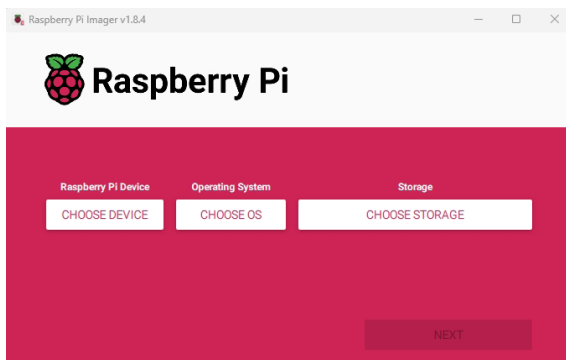 Raspberry Pi Imager v1.8.4
Raspberry Pi
Raspberry Pi Device Operating System Storage
CHOOSE DEVICE CHOOSE OS CHOOSE STORAGE
NEXT